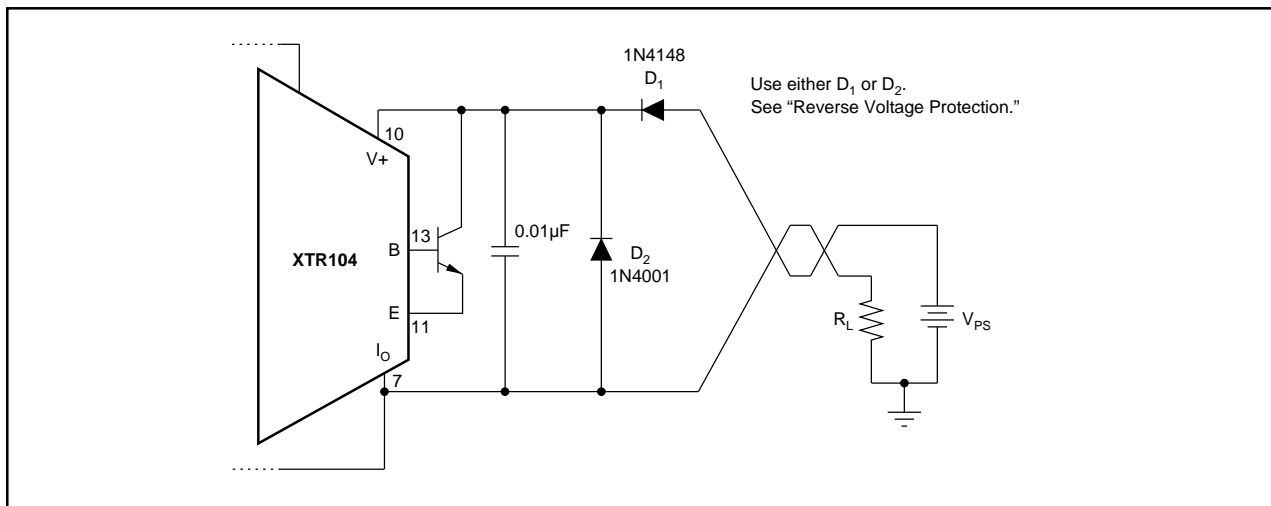 1N4148
D1
Use either D1 or D2.
See “Reverse Voltage Protection.”
10
V+
13
B
0.01µF
XTR104
D2
1N4001
E
11
RL
VPS
IO
7